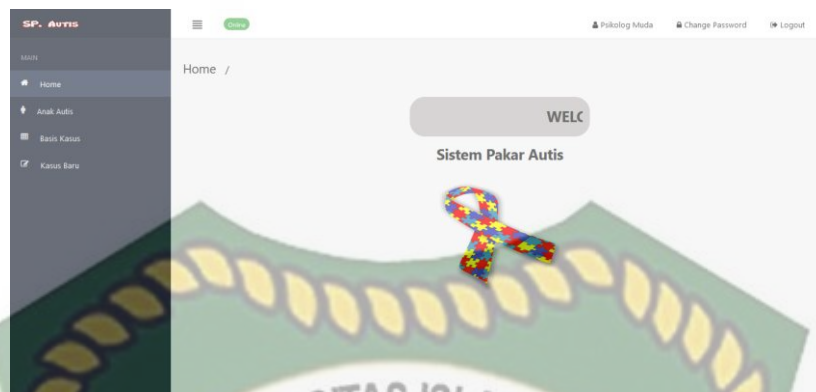 SP. Autis
Online
Psikolog Muda
Change Password
Logout
MAIN
Home
Anak Autis
Basis Kasus
Kasus Baru
Home /
WELC
Sistem Pakar Autis
ISL